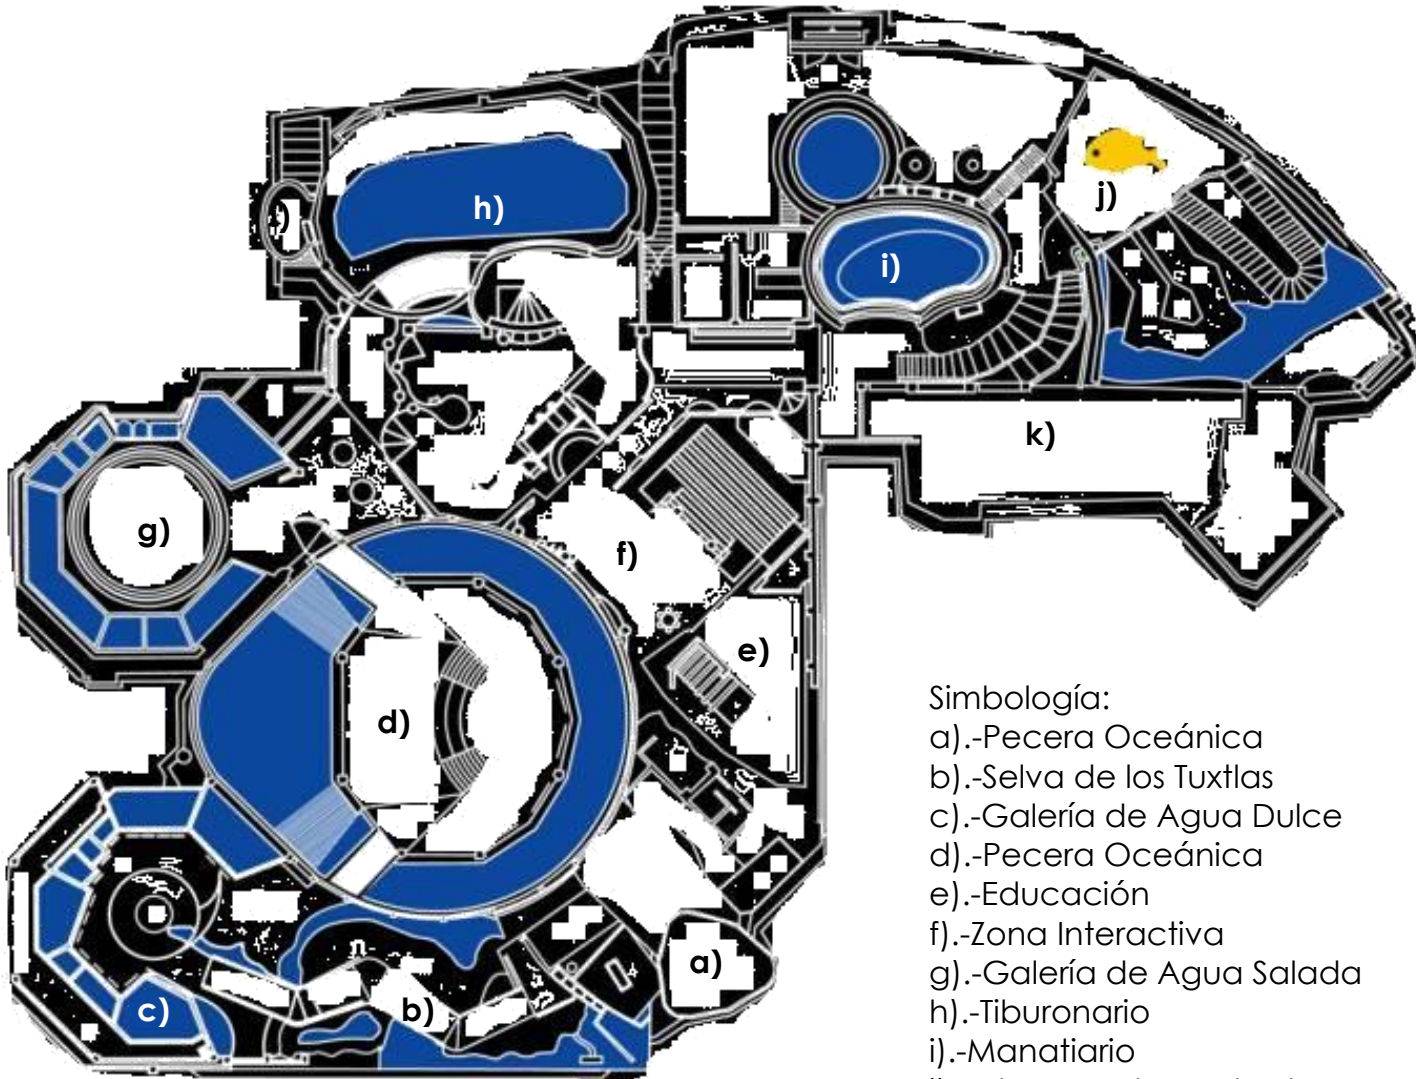 h)
j)
i)
k)
g)
f)
e)
d)
a)
b)
c)
Simbología:
a).-Pecera Oceánica
b).-Selva de los Tuxtlas
c).-Galería de Agua Dulce
d).-Pecera Oceánica
e).-Educación
f).-Zona Interactiva
g).-Galería de Agua Salada
h).-Tiburonario
i).-Manatiario